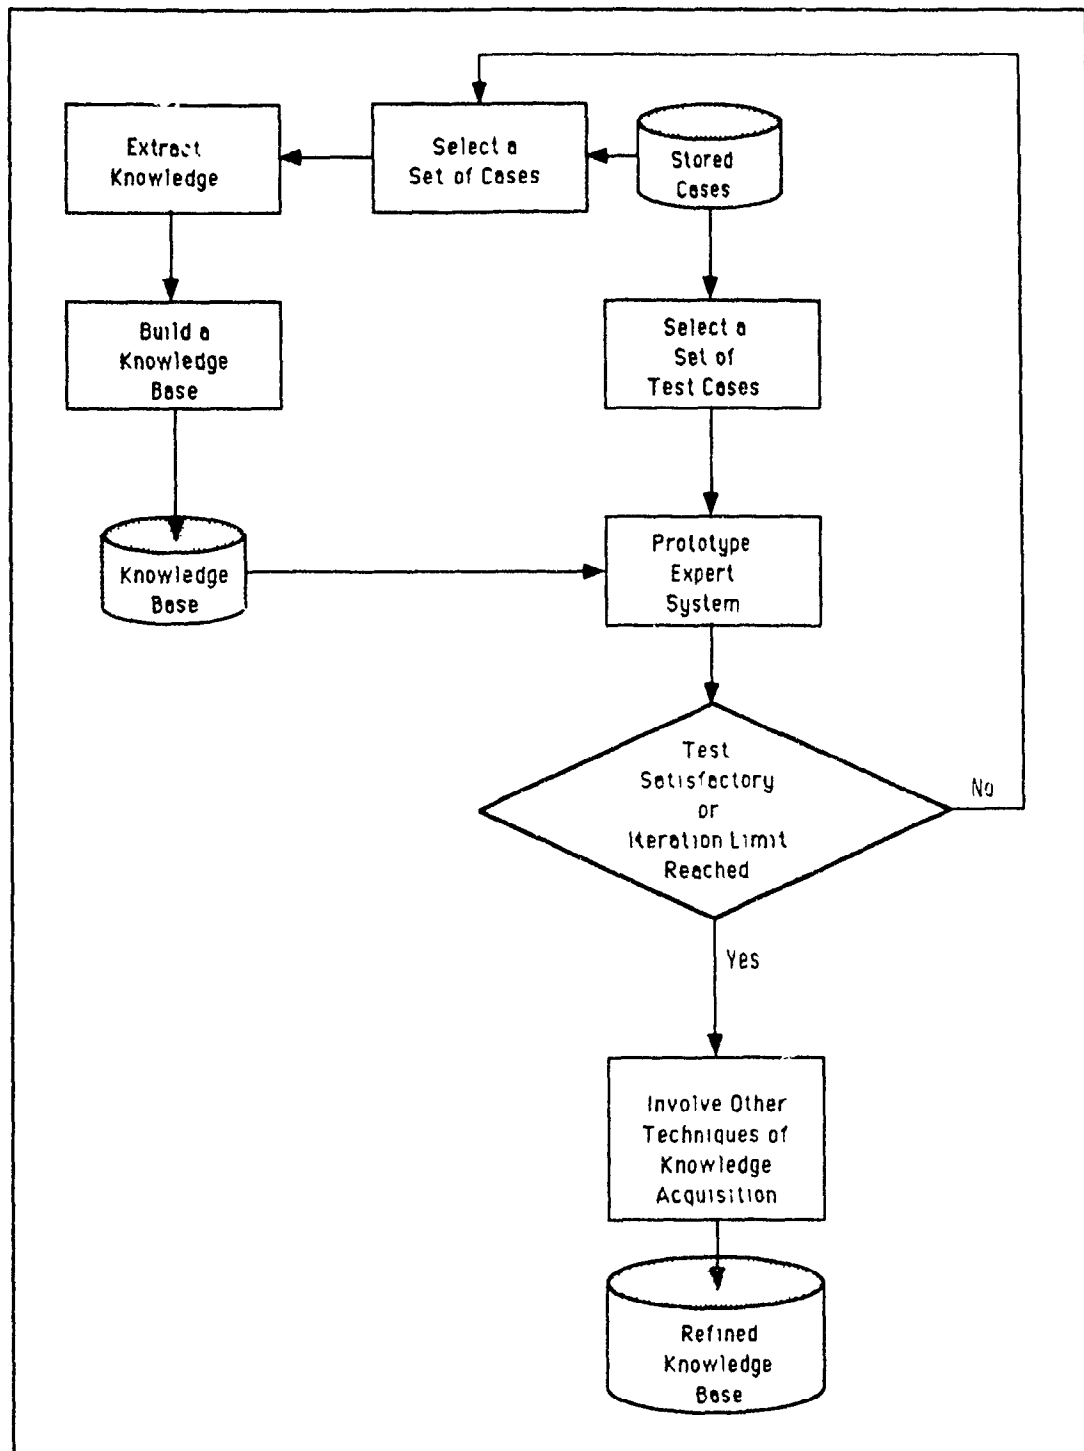 Extract
Knowledge
Select a
Set of Cases
Stored
Cases
Build a
Knowledge
Base
Select a
Set of
Test Cases
Knowledge
Base
Prototype
Expert
System
Test
Satisfactory
or
Iteration Limit
Reached
No
Yes
Involve Other
Techniques of
Knowledge
Acquisition
Refined
Knowledge
Base